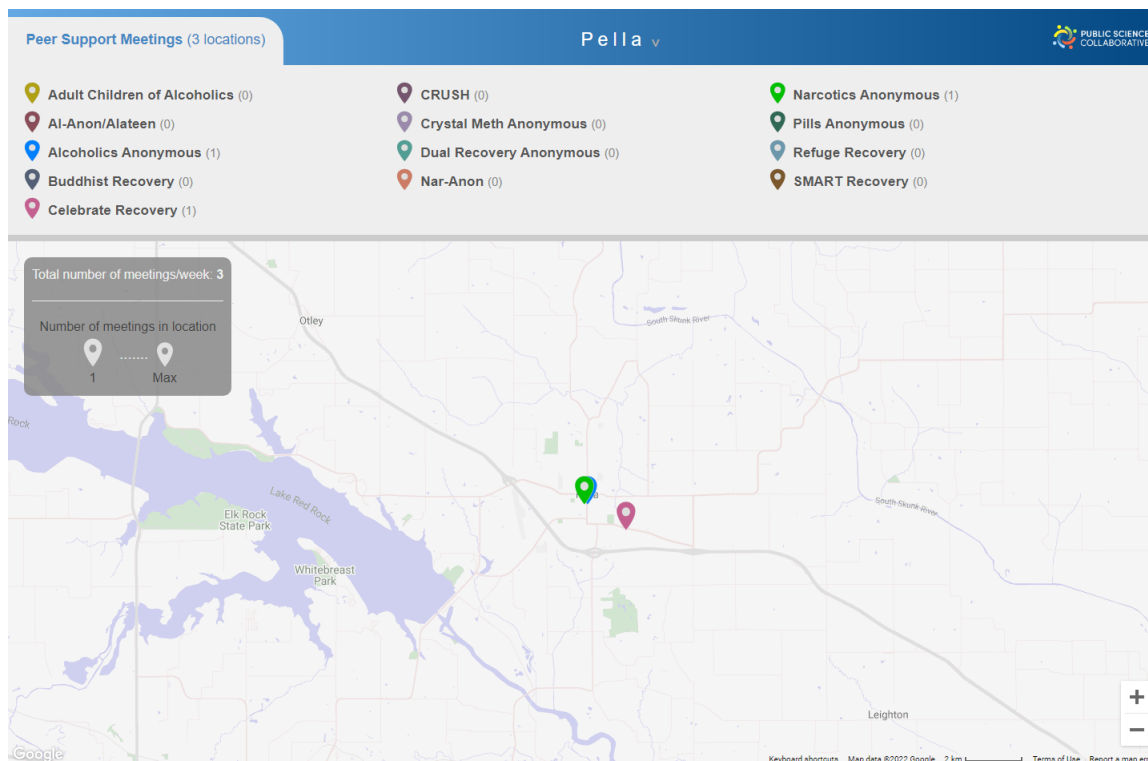 Peer Support Meetings (3 locations)
Pella v
PUBLIC SCIENCE
COLLABORATIVE
Adult Children of Alcoholics (0)
Al-Anon/Alateen (0)
Alcoholics Anonymous (1)
Buddhist Recovery (0)
Celebrate Recovery (1)
CRUSH (0)
Crystal Meth Anonymous (0)
Dual Recovery Anonymous (0)
Nar-Anon (0)
Narcotics Anonymous (1)
Pills Anonymous (0)
Refuge Recovery (0)
SMART Recovery (0)
Total number of meetings/week: 3
Number of meetings in location
1 ....... Max
Otley
South Skunk River
Rock
Lake Red Rock
Elk Rock
State Park
Whitebreast
Park
South Skunk River
Leighton
Google
Keyboard shortcuts Map data ©2022 Google 2 km Terms of Use Report a map